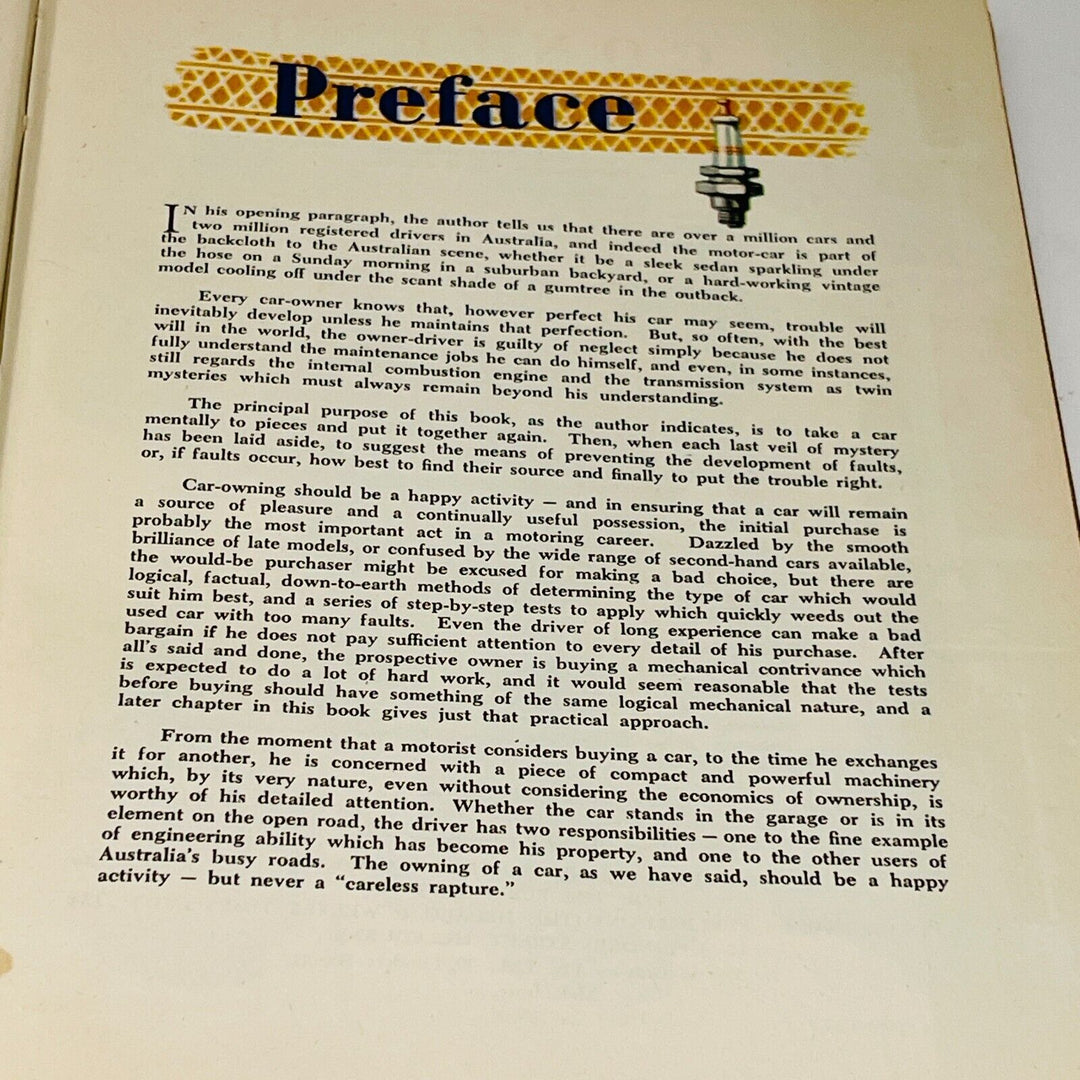 Preface
IN his opening paragraph, the author tells us that there are over a million cars and
two million registered drivers in Australia, and indeed the motor-car is part of
the backcloth to the Australian scene, whether it be a sleek sedan sparkling under
the hose on a Sunday morning in a suburban backyard, or a hard-working vintage
model cooling off under the scant shade of a gumtree in the outback.
Every car-owner knows that, however perfect his car may seem, trouble will
inevitably develop unless he maintains that perfection. But, so often, with the best
will in the world, the owner-driver is guilty of neglect simply because he does not
fully understand the maintenance jobs he can do himself, and even, in some instances,
still regards the internal combustion engine and the transmission system as twin
mysteries which must always remain beyond his understanding.
The principal purpose of this book, as the author indicates, is to take a car
mentally to pieces and put it together again. Then, when each last veil of mystery
has been laid aside, to suggest the means of preventing the development of faults,
or, if faults occur, how best to find their source and finally to put the trouble right.
Car-owning should be a happy activity — and in ensuring that a car will remain
a source of pleasure and a continually useful possession, the initial purchase is
probably the most important act in a motoring career. Dazzled by the smooth
brilliance of late models, or confused by the wide range of second-hand cars available,
the would-be purchaser might be excused for making a bad choice, but there are
logical, factual, down-to-earth methods of determining the type of car which would
suit him best, and a series of step-by-step tests to apply which quickly weeds out the
used car with too many faults. Even the driver of long experience can make a bad
bargain if he does not pay sufficient attention to every detail of his purchase. After
all's said and done, the prospective owner is buying a mechanical contrivance which
is expected to do a lot of hard work, and it would seem reasonable that the tests
before buying should have something of the same logical mechanical nature, and a
later chapter in this book gives just that practical approach.
From the moment that a motorist considers buying a car, to the time he exchanges
it for another, he is concerned with a piece of compact and powerful machinery
which, by its very nature, even without considering the economics of ownership, is
worthy of his detailed attention. Whether the car stands in the garage or is in its
element on the open road, the driver has two responsibilities — one to the fine example
of engineering ability which has become his property, and one to the other users of
Australia's busy roads. The owning of a car, as we have said, should be a happy
activity — but never a “careless rapture.”